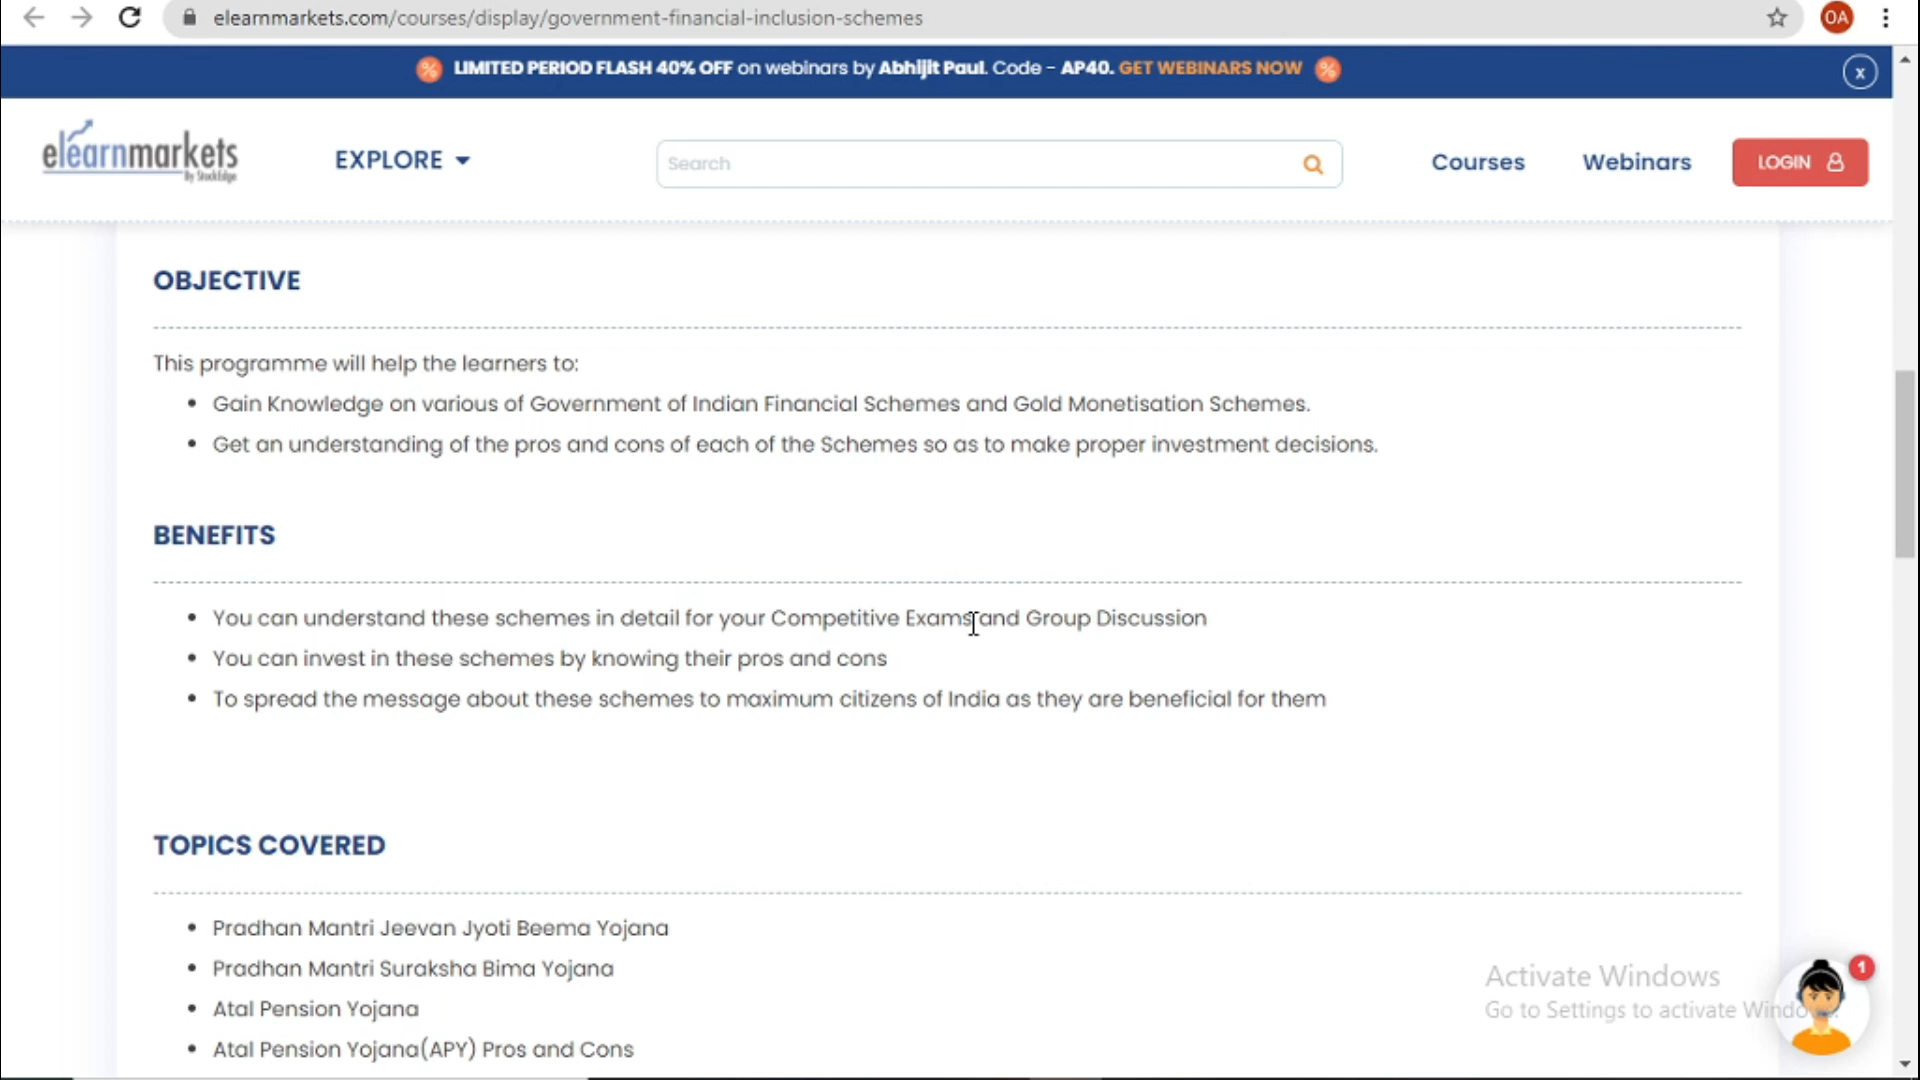 elearnmarkets.com/courses/display/government-financial-inclusion-schemes
OA
LIMITED PERIOD FLASH 40% OFF on webinars by Abhijit Paul. Code - AP40. GET WEBINARS NOW
x
elearnmarkets
By StockEdge
EXPLORE
Search
Courses
Webinars
LOGIN
OBJECTIVE
This programme will help the learners to:
• Gain Knowledge on various of Government of Indian Financial Schemes and Gold Monetisation Schemes.
• Get an understanding of the pros and cons of each of the Schemes so as to make proper investment decisions.
BENEFITS
• You can understand these schemes in detail for your Competitive Exams and Group Discussion
• You can invest in these schemes by knowing their pros and cons
• To spread the message about these schemes to maximum citizens of India as they are beneficial for them
TOPICS COVERED
• Pradhan Mantri Jeevan Jyoti Beema Yojana
• Pradhan Mantri Suraksha Bima Yojana
• Atal Pension Yojana
• Atal Pension Yojana(APY) Pros and Cons
Activate Windows
Go to Settings to activate
1